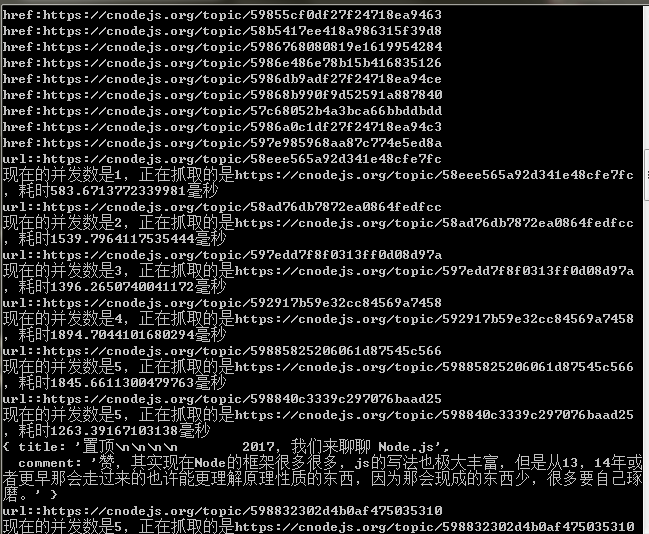 href:https://cnodejs.org/topic/59855cf0df27f24718ea9463
href:https://cnodejs.org/topic/58b5417ee418a986315f39d8
href:https://cnodejs.org/topic/5986768080819e1619954284
href:https://cnodejs.org/topic/5986e486e78b15b416835126
href:https://cnodejs.org/topic/5986db9adf27f24718ea94ce
href:https://cnodejs.org/topic/59868b990f9d52591a887840
href:https://cnodejs.org/topic/57c68052b4a3bca66bbddbdd
href:https://cnodejs.org/topic/5986a0c1df27f24718ea94c3
href:https://cnodejs.org/topic/597e985968aa87c774e5ed8a
url::https://cnodejs.org/topic/58eee565a92d341e48cfe7fc
现在的并发数是1，正在抓取的是https://cnodejs.org/topic/58eee565a92d341e48cfe7fc
，耗时583.6713772339981毫秒
url::https://cnodejs.org/topic/58ad76db7872ea0864fedfcc
现在的并发数是2，正在抓取的是https://cnodejs.org/topic/58ad76db7872ea0864fedfcc
，耗时1539.7964117535444毫秒
url::https://cnodejs.org/topic/597edd7f8f0313ff0d08d97a
现在的并发数是3，正在抓取的是https://cnodejs.org/topic/597edd7f8f0313ff0d08d97a
，耗时1396.2650740041172毫秒
url::https://cnodejs.org/topic/592917b59e32cc84569a7458
现在的并发数是4，正在抓取的是https://cnodejs.org/topic/592917b59e32cc84569a7458
，耗时1894.7044101680294毫秒
url::https://cnodejs.org/topic/59885825206061d87545c566
现在的并发数是5，正在抓取的是https://cnodejs.org/topic/59885825206061d87545c566
，耗时1845.6611300479763毫秒
url::https://cnodejs.org/topic/598840c3339c297076baad25
现在的并发数是5，正在抓取的是https://cnodejs.org/topic/598840c3339c297076baad25
，耗时1263.39167103138毫秒
{ title: '置顶\n\n\n\n        2017，我们来聊聊 Node.js',
  comment: '赞，其实现在Node的框架很多很多，js的写法也极大丰富，但是从13，14年或
者更早那会走过来的也许能更理解原理性质的东西，因为那会现成的东西少，很多要自己琢
磨。' }
url::https://cnodejs.org/topic/598832302d4b0af475035310
现在的并发数是5，正在抓取的是https://cnodejs.org/topic/598832302d4b0af475035310